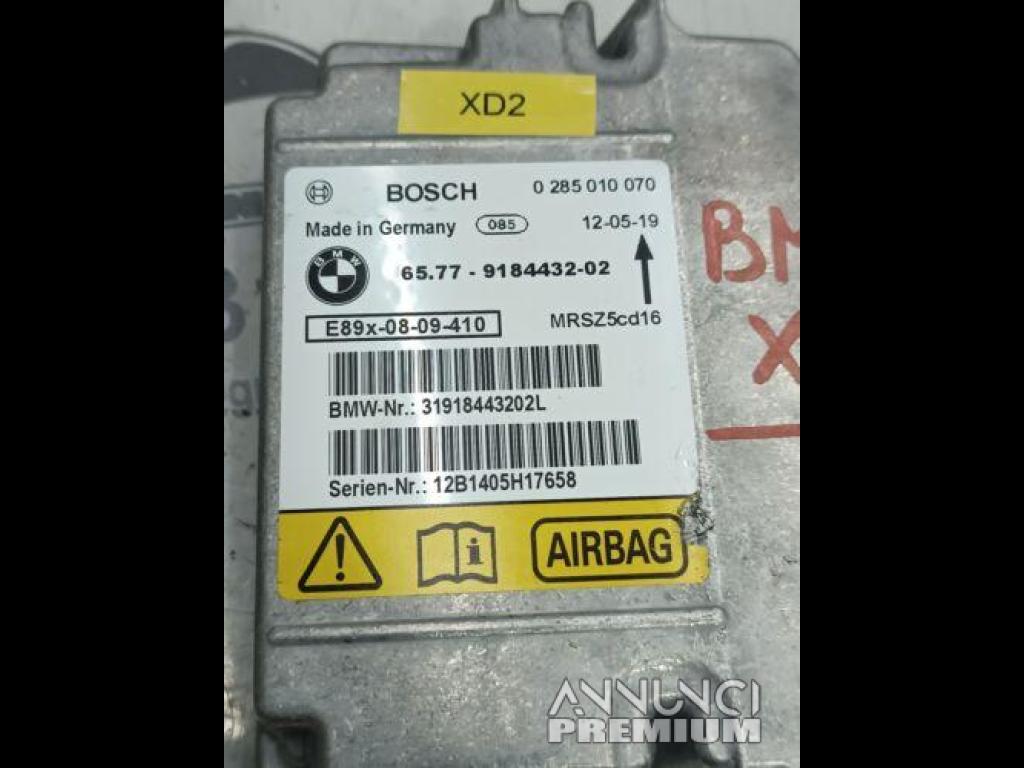 XD2
BOSCH 0 285 010 070
Made in Germany 085 12-05-19
BMW 65.77 - 9184432-02
E89x-08-09-410 MRSZ5cd16
BMW-Nr.: 31918443202L
Serien-Nr.: 12B1405H17658
AIRBAG
BM
X
ANNUNCI
PREMIUM